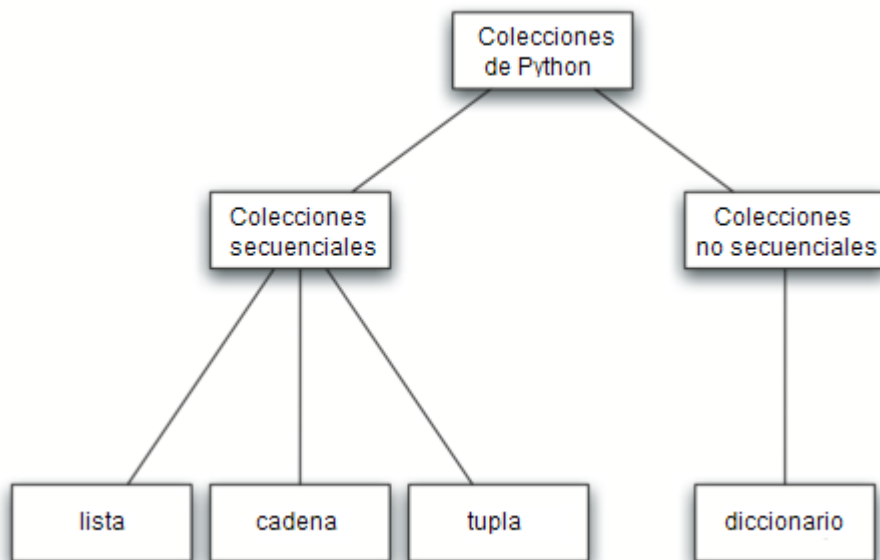 Colecciones
de Python
Colecciones
secuenciales
Colecciones
no secuenciales
lista
cadena
tupla
diccionario